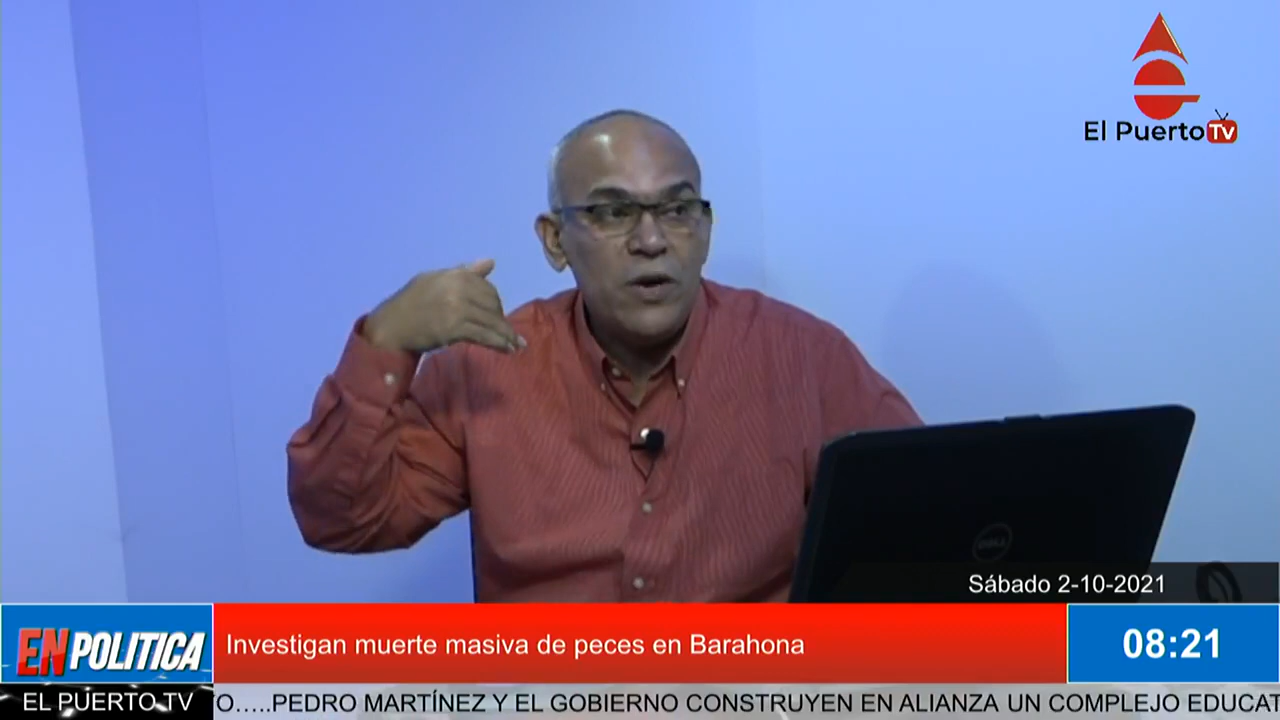 El Puerto Tv
DELL
Sábado 2-10-2021
EN POLITICA
Investigan muerte masiva de peces en Barahona
08:21
EL PUERTO TV
O.....PEDRO MARTÍNEZ Y EL GOBIERNO CONSTRUYEN EN ALIANZA UN COMPLEJO EDUCAT